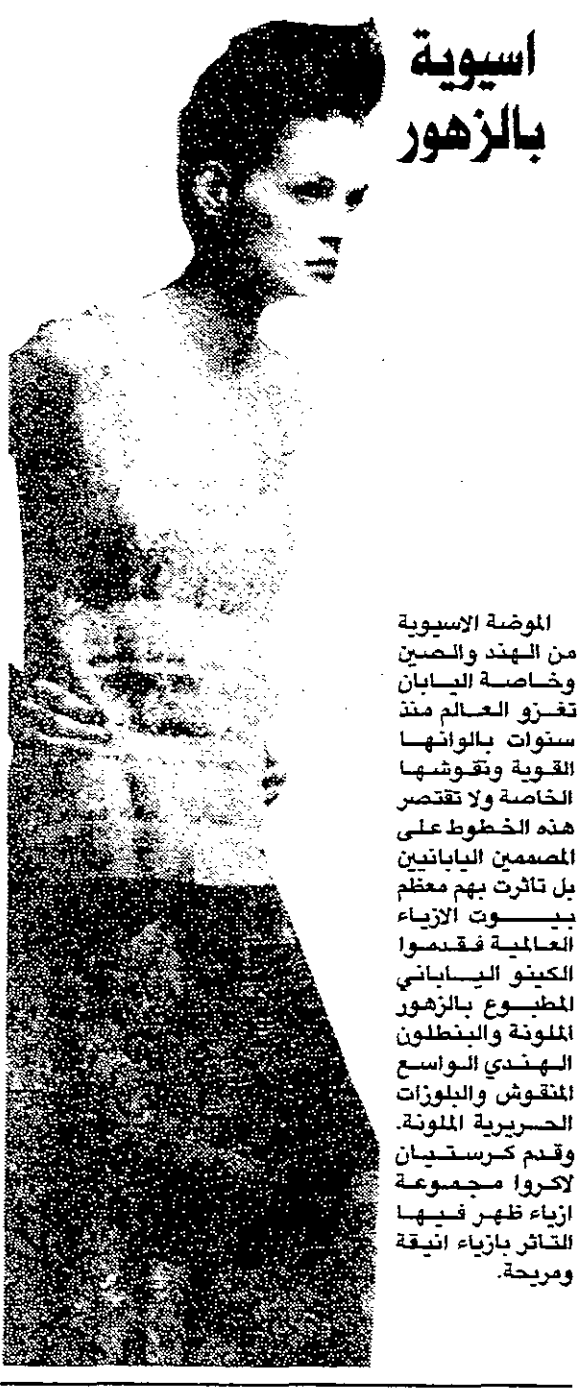 اسيوية
بالزهور
الموضة الاسيوية
من الهند والصين
وخاصة اليابان
تغزو العالم منذ
سنوات بالوانها
القوية ونقوشها
الخاصة ولا تقتصر
هذه الخطوط على
المصممين اليابانيين
بل تاثرت بهم معظم
بيوت الازياء
العالمية فقدموا
الكينو الياباني
المطبوع بالزهور
الملونة والبنطلون
الهندي الواسع
المنقوش والبلوزات
الحريرية الملونة.
وقدم كرستيان
لاكروا مجموعة
ازياء ظهر فيها
التاثر بازياء انيقة
ومريحة.